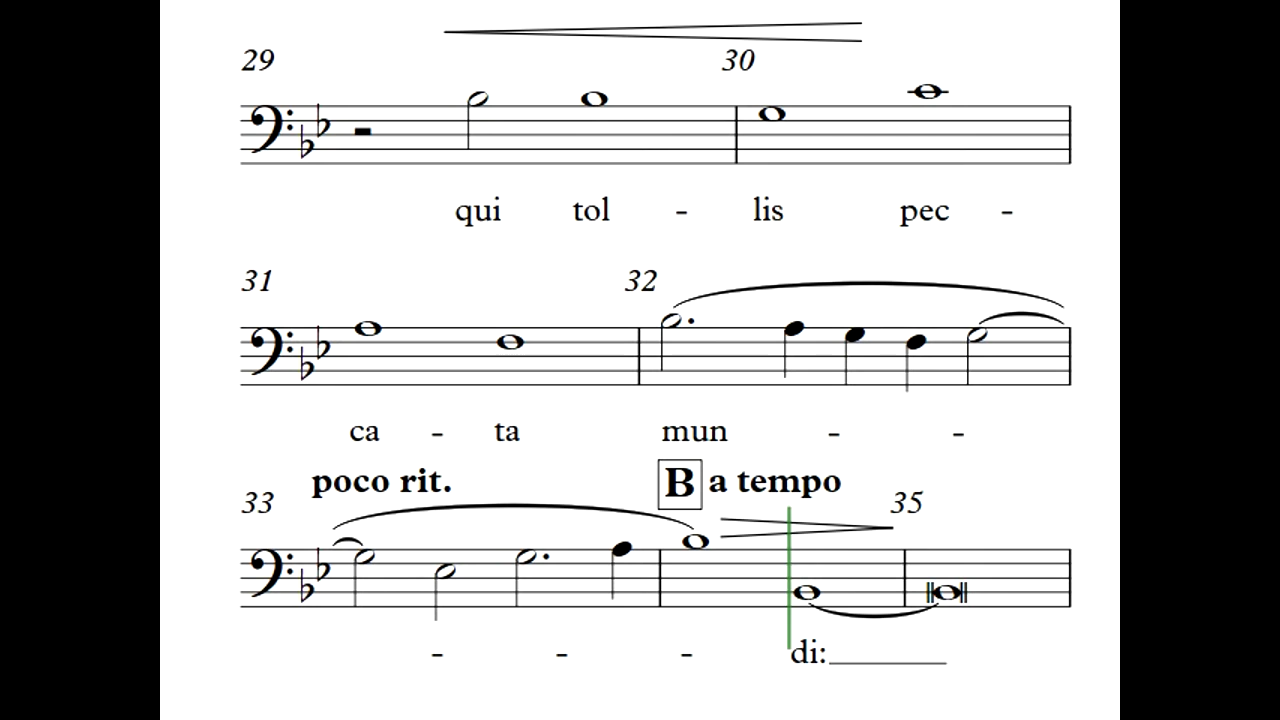 29 30
qui tol - lis pec -
31 32
ca - ta mun - -
poco rit. B a tempo
33 35
- - - di: